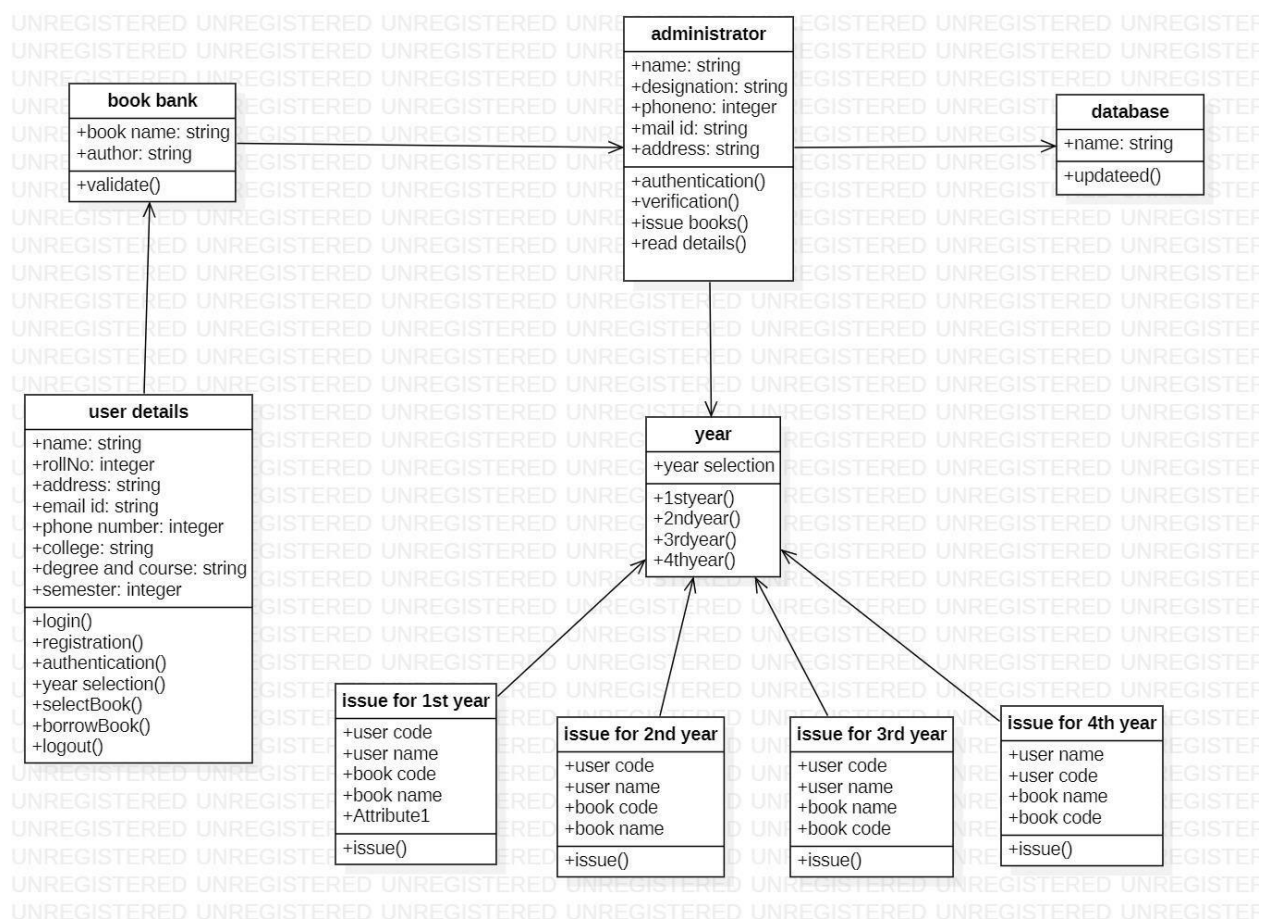 administrator
+name: string
+designation: string
+phoneno: integer
+mail id: string
+address: string
+authentication()
+verification()
+issue books()
+read details()
book bank
+book name: string
+author: string
+validate()
database
+name: string
+updateed()
user details
+name: string
+rollNo: integer
+address: string
+email id: string
+phone number: integer
+college: string
+degree and course: string
+semester: integer
+login()
+registration()
+authentication()
+year selection()
+selectBook()
+borrowBook()
+logout()
year
+year selection
+1styear()
+2ndyear()
+3rdyear()
+4thyear()
issue for 1st year
+user code
+user name
+book code
+book name
+Attribute1
+issue()
issue for 2nd year
+user code
+user name
+book code
+book name
+issue()
issue for 3rd year
+user code
+user name
+book name
+book code
+issue()
issue for 4th year
+user name
+user code
+book name
+book code
+issue()
UNREGISTERED